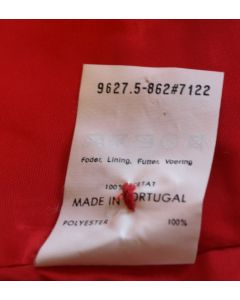 9627.5-862#7122
Foder, Lining, Futter, Voering
100%
MADE IN PORTUGAL
POLYESTER 100%